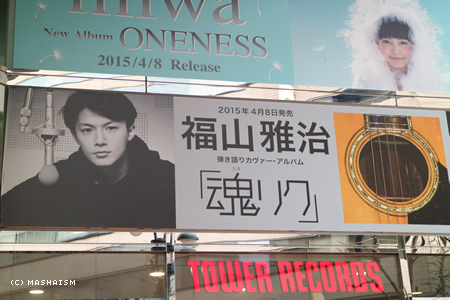 miwa
New Album ONENESS
2015/4/8 Release
2015年4月8日発売
福山雅治
弾き語りカヴァー・アルバム
「魂リク」
TOWER RECORDS
(C) MASHAISM